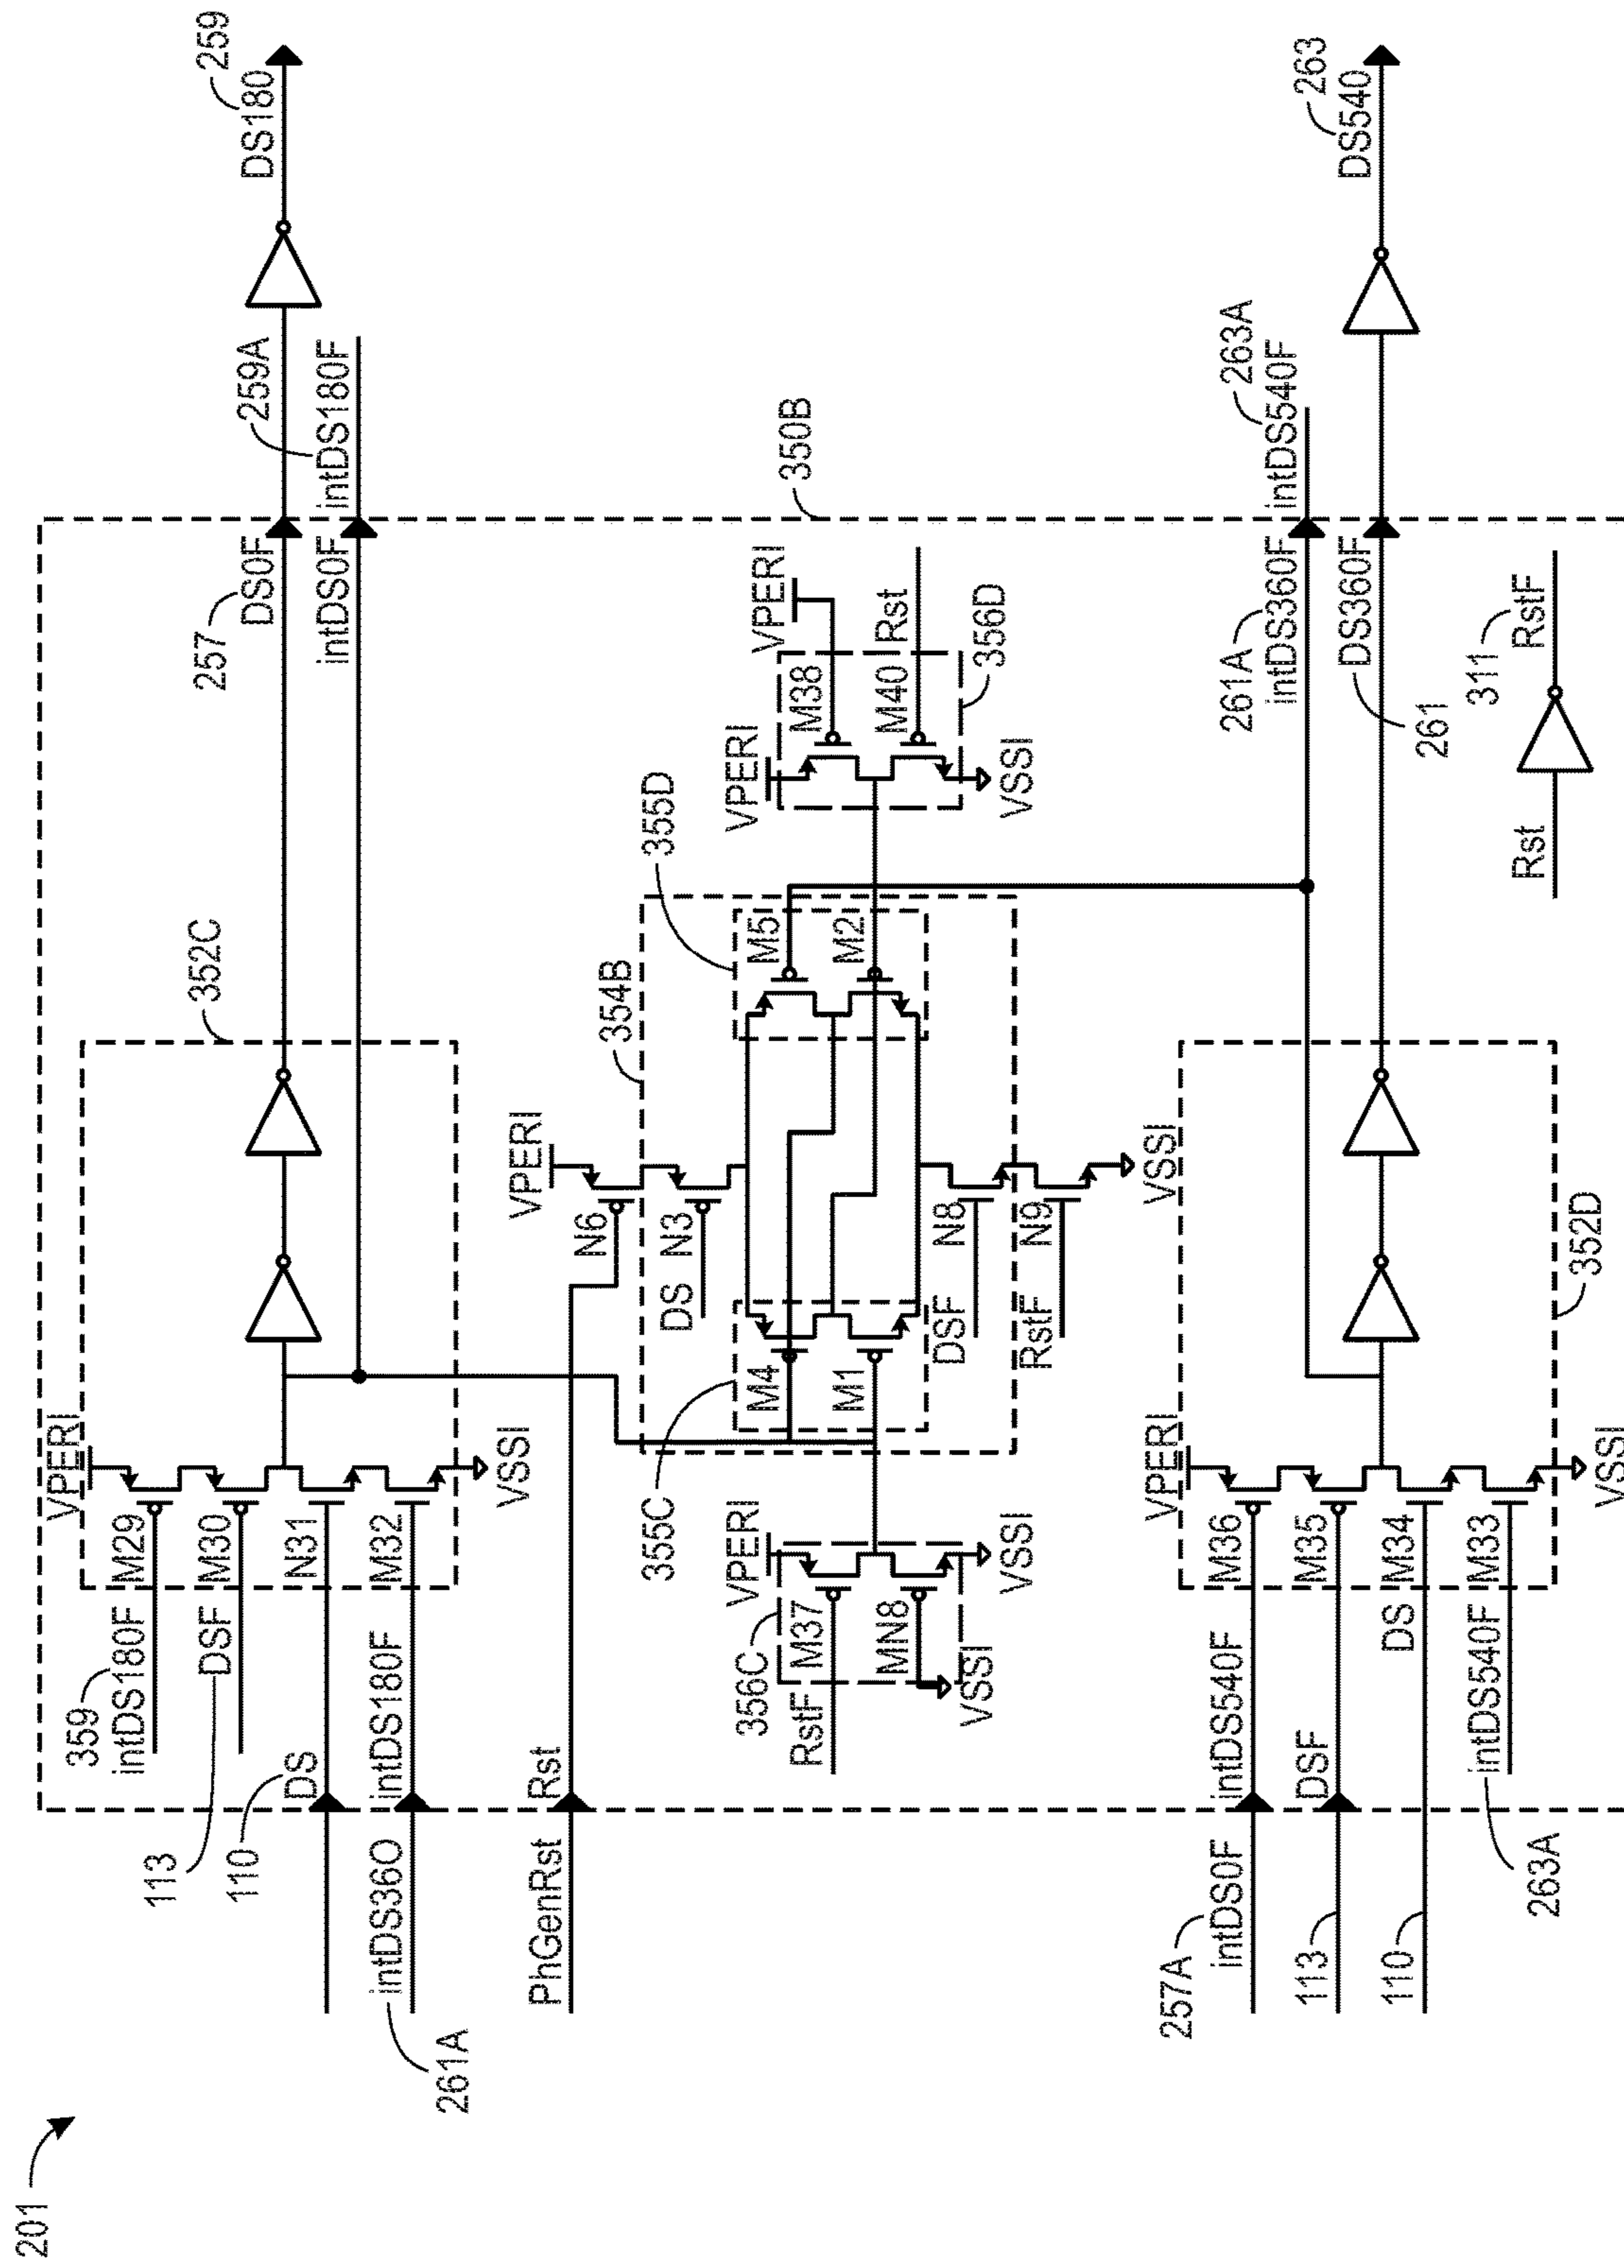 201
359
intDS180F
113
DSF
110
DS
intDS36O
261A
intDS180F
VPERI
M29
M30
N31
M32
VSSI
352C
257
DS0F
intDS0F
259A
intDS180F
DS180
259
PhGenRst
Rst
VPERI
N6
DS
N3
354B
355C
M4
M1
355D
M5
M2
DSF
N8
RstF
N9
VSSI
356C
VPERI
M37
RstF
MN8
VSSI
VSSI
VPERI
VPERI
M38
M40
Rst
356D
VSSI
350B
257A
intDS0F
intDS540F
113
DSF
110
DS
intDS540F
263A
VPERI
M36
M35
M34
M33
VSSI
352D
261A
intDS360F
263A
intDS540F
DS360F
261
DS540
263
Rst
311
RstF